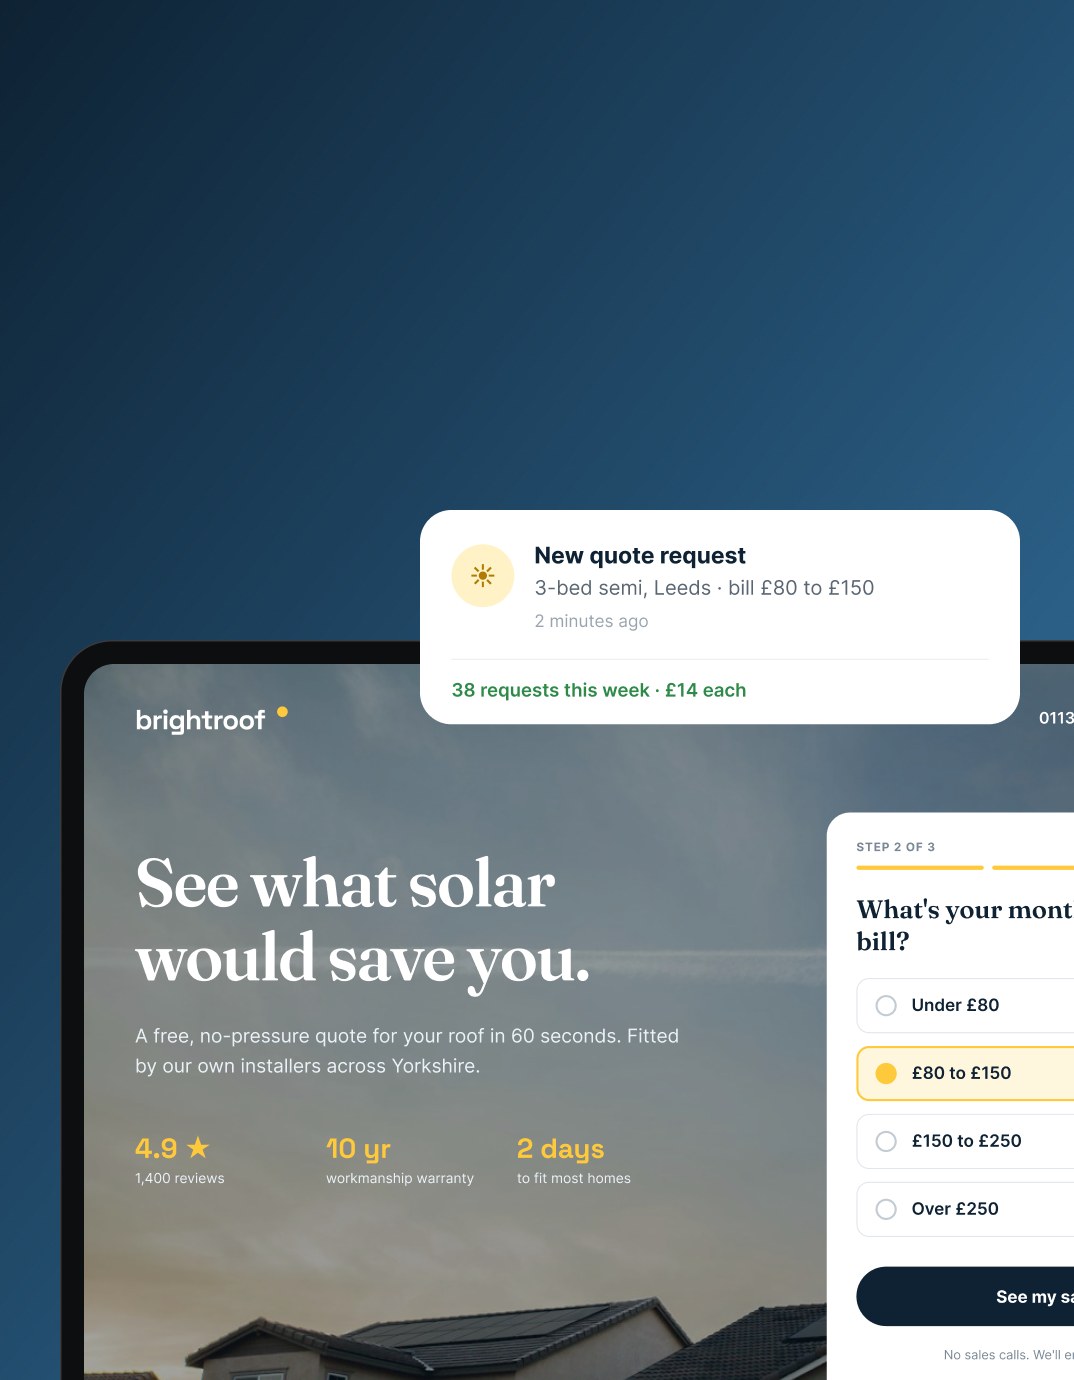 New quote request
3-bed semi, Leeds · bill £80 to £150
2 minutes ago
38 requests this week · £14 each
brightroof
0113
See what solar
would save you.
A free, no-pressure quote for your roof in 60 seconds. Fitted
by our own installers across Yorkshire.
4.9 ★
1,400 reviews
10 yr
workmanship warranty
2 days
to fit most homes
STEP 2 OF 3
What's your
bill?
Under £80
£80 to £150
£150 to £250
Over £250
See my
No sales calls. We'll